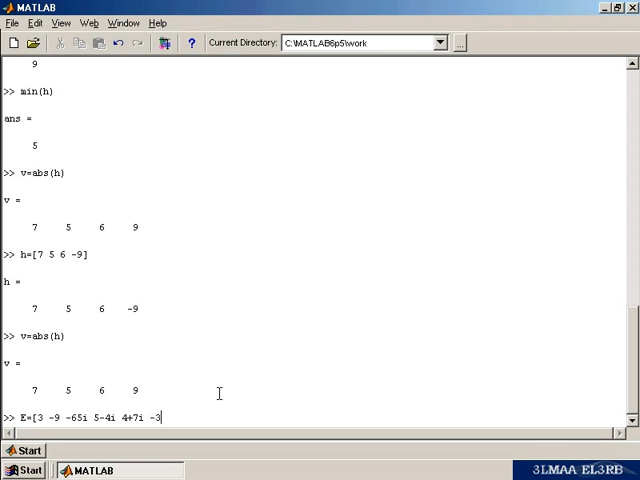 MATLAB
File Edit View Web Window Help
Current Directory: C:\MATLAB6p5\work ...
9
>> min(h)
ans =
5
>> v=abs(h)
v =
7 5 6 9
>> h=[7 5 6 -9]
h =
7 5 6 -9
>> v=abs(h)
v =
7 5 6 9
>> E=[3 -9 -65i 5-4i 4+7i -3
Start
Start MATLAB 3LMAA EL3RB